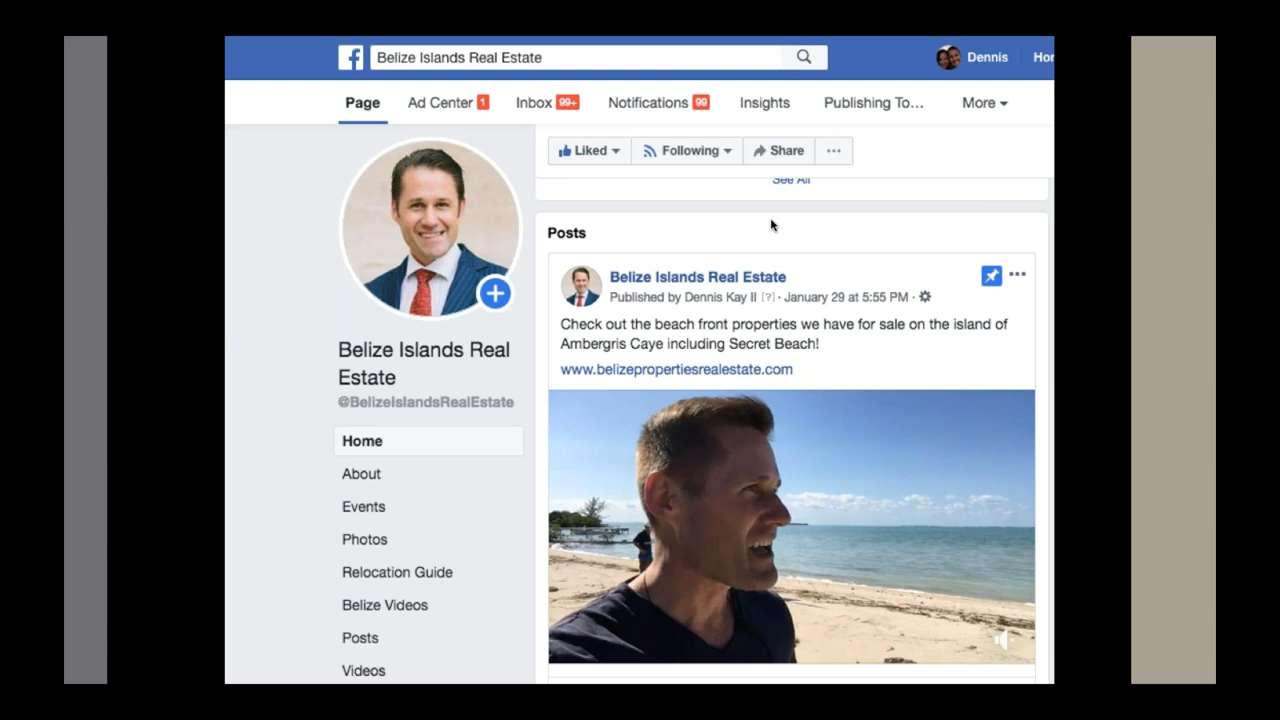 Belize Islands Real Estate
Dennis
Page
Ad Center 1
Inbox 99+
Notifications 99
Insights
Publishing To...
More
Liked
Following
Share
See All
Posts
Belize Islands Real Estate
Published by Dennis Kay II [?] · January 29 at 5:55 PM ·
Check out the beach front properties we have for sale on the island of
Ambergris Caye including Secret Beach!
www.belizepropertiesrealestate.com
Belize Islands Real
Estate
@BelizeIslandsRealEstate
Home
About
Events
Photos
Relocation Guide
Belize Videos
Posts
Videos